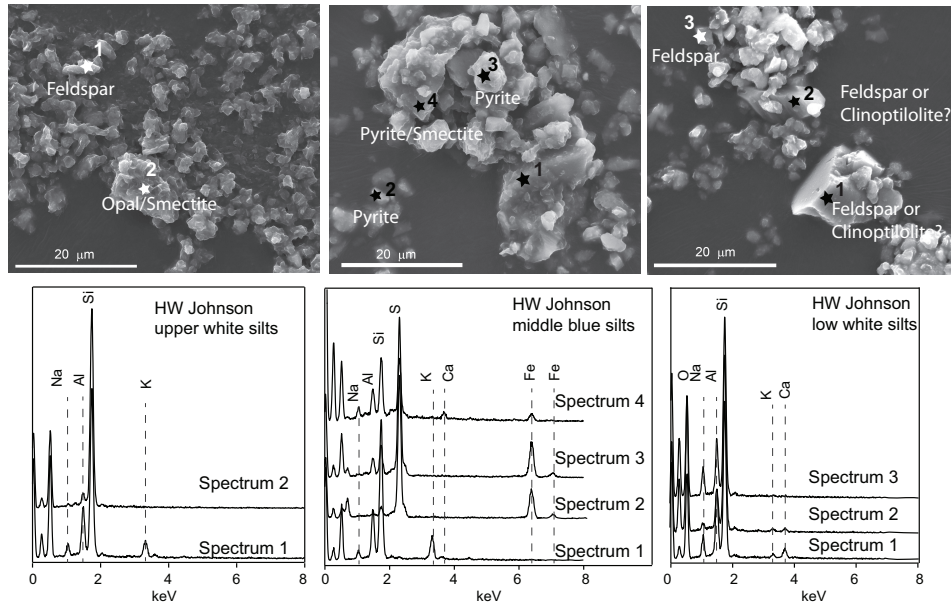 1
Feldspar
2
Opal/Smectite
20 μm
3
Pyrite
4
Pyrite/Smectite
1
2
Pyrite
20 μm
3
Feldspar
2
Feldspar or
Clinoptilolite?
1
Feldspar or
Clinoptilolite?
20 μm
HW Johnson
upper white silts
Na
Al
Si
K
Spectrum 2
Spectrum 1
0
2
4
6
8
keV
HW Johnson
middle blue silts
Na
Al
Si
S
K
Ca
Fe
Fe
Spectrum 4
Spectrum 3
Spectrum 2
Spectrum 1
0
2
4
6
8
keV
HW Johnson
low white silts
O
Na
Al
Si
K
Ca
Spectrum 3
Spectrum 2
Spectrum 1
0
2
4
6
8
keV